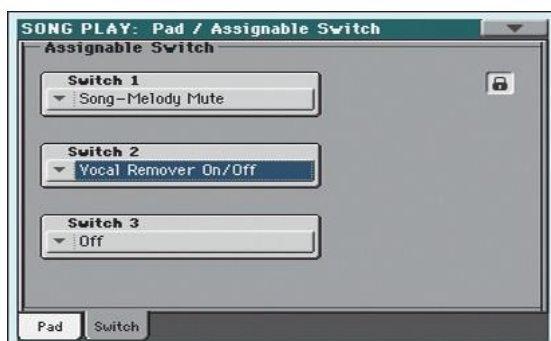 SONG PLAY: Pad / Assignable Switch
Assignable Switch
Switch 1
Song-Melody Mute
Switch 2
Vocal Remover On/Off
Switch 3
Off
Pad Switch